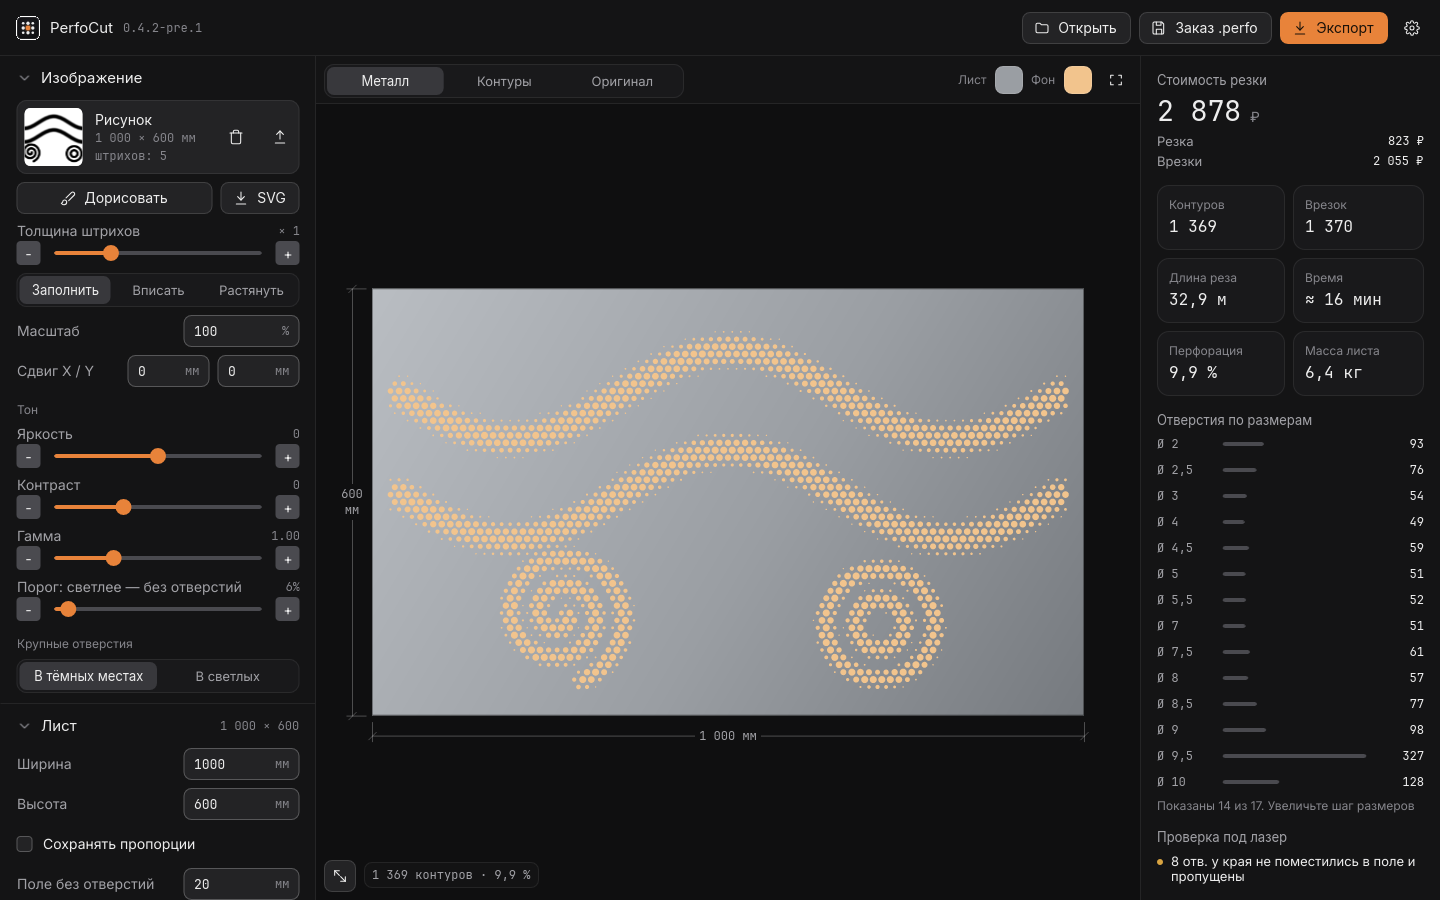 PerfoCut 0.4.2-pre.1
Открыть
Заказ .perfo
Экспорт
Изображение
Рисунок
1 000 × 600 мм
штрихов: 5
Дорисовать
SVG
Толщина штрихов × 1
- +
Заполнить Вписать Растянуть
Масштаб 100 %
Сдвиг X / Y 0 мм 0 мм
Тон
Яркость 0
- +
Контраст 0
- +
Гамма 1.00
- +
Порог: светлее — без отверстий 6%
- +
Крупные отверстия
В тёмных местах В светлых
Лист 1 000 × 600
Ширина 1000 мм
Высота 600 мм
Сохранять пропорции
Поле без отверстий 20 мм
Металл Контуры Оригинал
Лист Фон
600
мм
1 000 мм
1 369 контуров · 9,9 %
Стоимость резки
2 878 ₽
Резка 823 ₽
Врезки 2 055 ₽
Контуров Врезок
1 369 1 370
Длина реза Время
32,9 м ≈ 16 мин
Перфорация Масса листа
9,9 % 6,4 кг
Отверстия по размерам
Ø 2 93
Ø 2,5 76
Ø 3 54
Ø 4 49
Ø 4,5 59
Ø 5 51
Ø 5,5 52
Ø 7 51
Ø 7,5 61
Ø 8 57
Ø 8,5 77
Ø 9 98
Ø 9,5 327
Ø 10 128
Показаны 14 из 17. Увеличьте шаг размеров
Проверка под лазер
8 отв. у края не поместились в поле и
пропущены